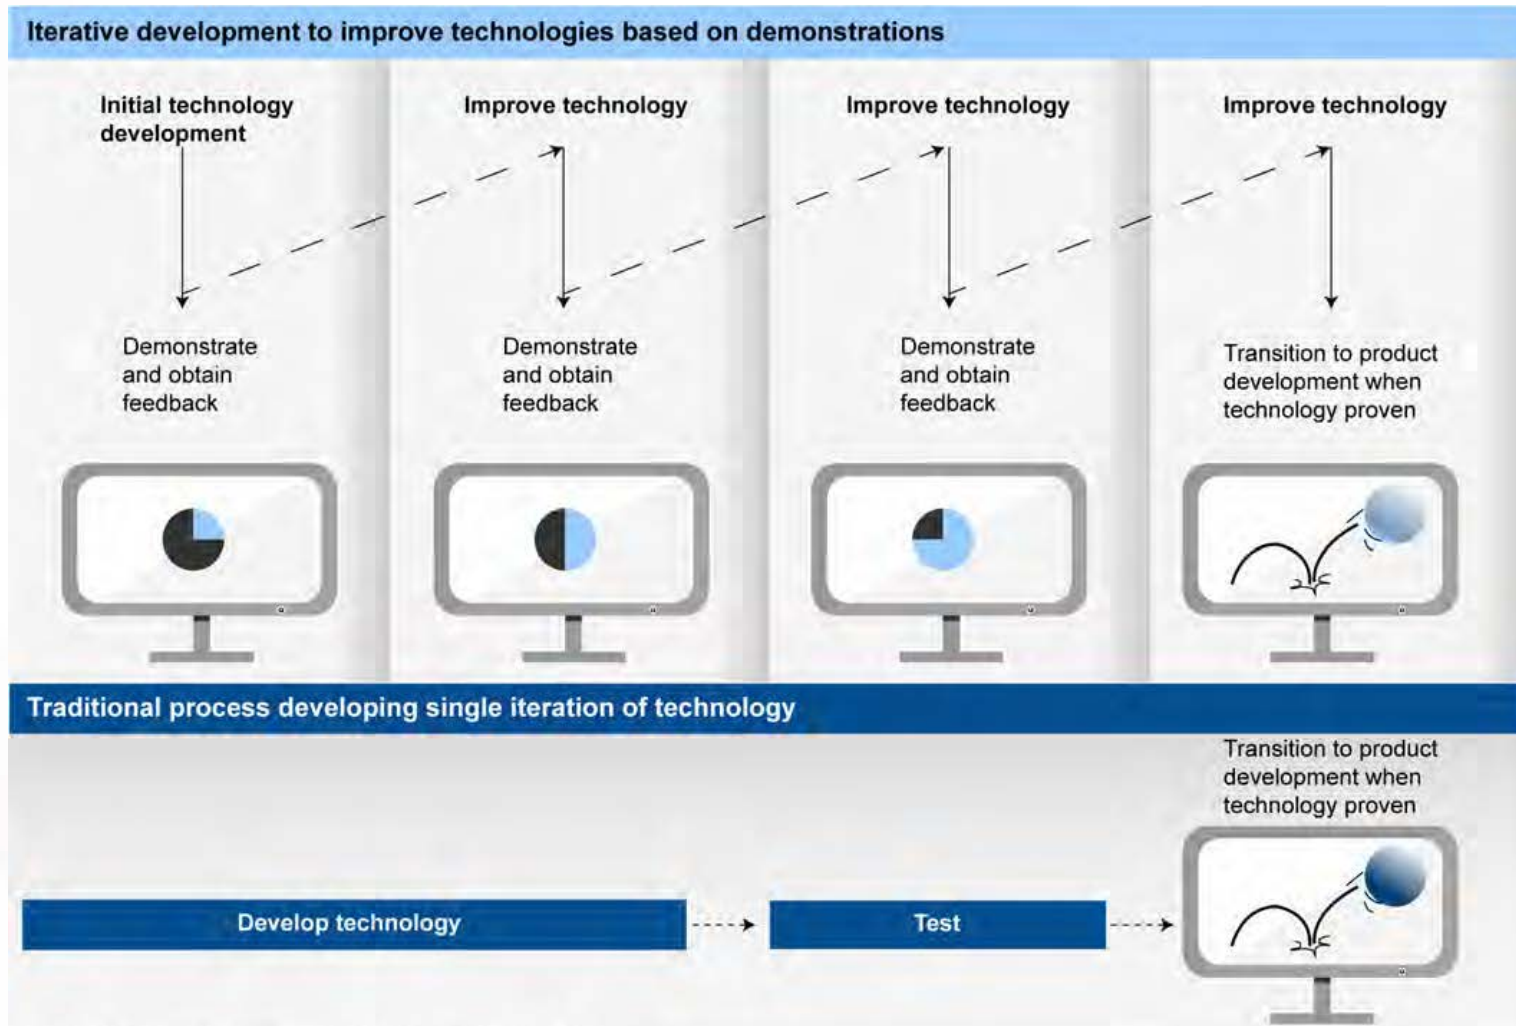 Iterative development to improve technologies based on demonstrations
Initial technology
development
Improve technology
Improve technology
Improve technology
Demonstrate
and obtain
feedback
Demonstrate
and obtain
feedback
Demonstrate
and obtain
feedback
Transition to product
development when
technology proven
Traditional process developing single iteration of technology
Transition to product
development when
technology proven
Develop technology
Test